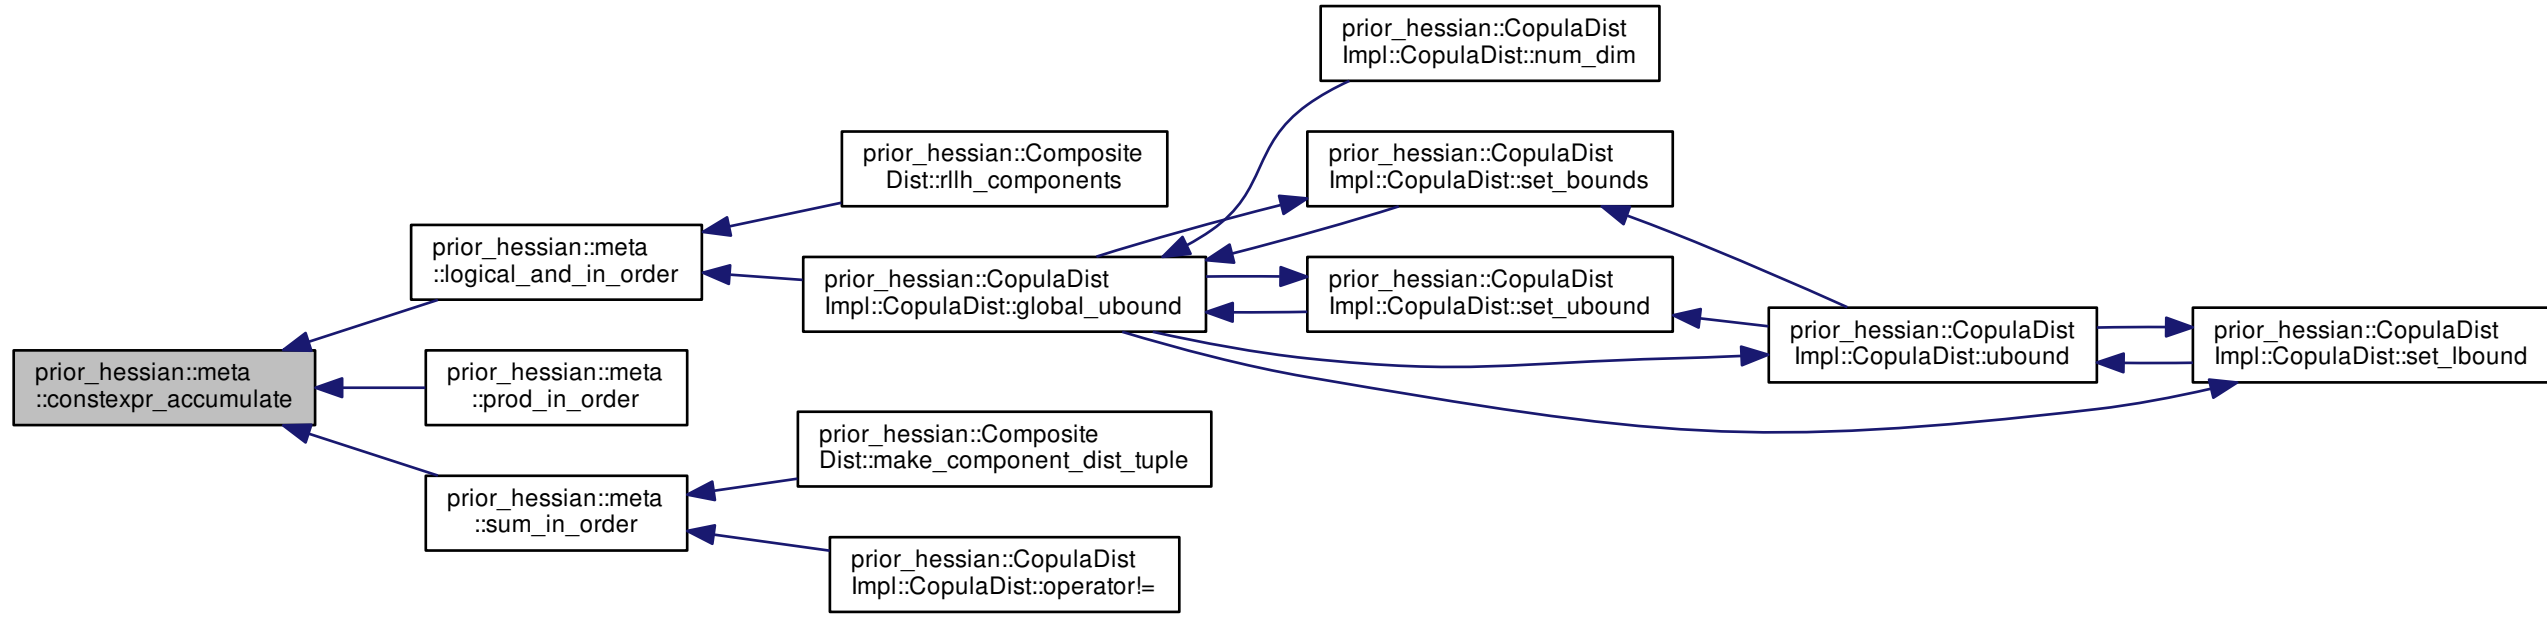 prior_hessian::CopulaDist
Impl::CopulaDist::num_dim
prior_hessian::Composite
Dist::rllh_components
prior_hessian::CopulaDist
Impl::CopulaDist::set_bounds
prior_hessian::meta
::logical_and_in_order
prior_hessian::CopulaDist
Impl::CopulaDist::global_ubound
prior_hessian::CopulaDist
Impl::CopulaDist::set_ubound
prior_hessian::CopulaDist
Impl::CopulaDist::ubound
prior_hessian::CopulaDist
Impl::CopulaDist::set_lbound
prior_hessian::meta
::constexpr_accumulate
prior_hessian::meta
::prod_in_order
prior_hessian::Composite
Dist::make_component_dist_tuple
prior_hessian::meta
::sum_in_order
prior_hessian::CopulaDist
Impl::CopulaDist::operator!=